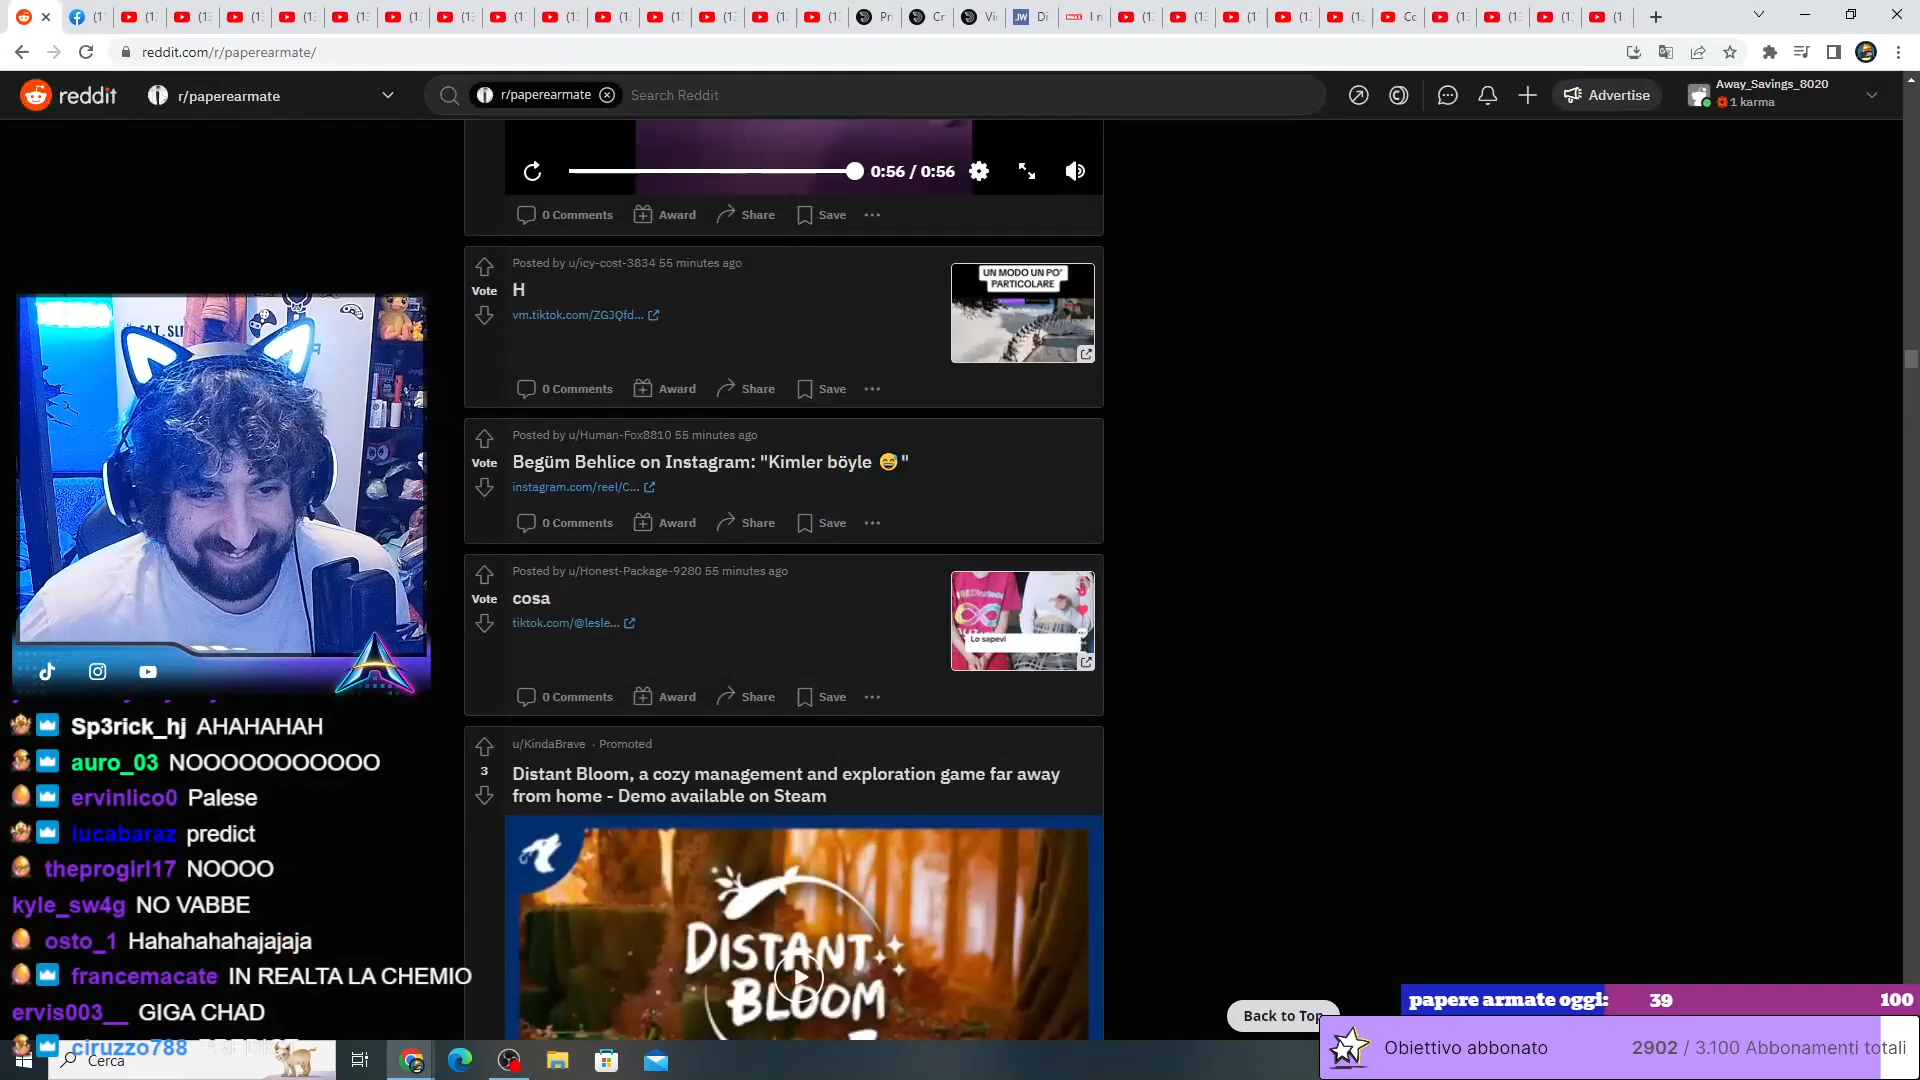 reddit.com/r/paperearmate/
reddit
r/paperearmate
r/paperearmate
Search Reddit
Advertise
Away_Savings_8020
1 karma
0:56 / 0:56
0 Comments Award Share Save
Posted by u/icy-cost-3834 55 minutes ago
Vote
H
vm.tiktok.com/ZGJQfd...
UN MODO UN PO'
PARTICOLARE
0 Comments Award Share Save
Posted by u/Human-Fox8810 55 minutes ago
Vote
Begüm Behlice on Instagram: "Kimler böyle 😅"
instagram.com/reel/C...
0 Comments Award Share Save
Posted by u/Honest-Package-9280 55 minutes ago
Vote
cosa
tiktok.com/@lesle...
Lo sapevi
0 Comments Award Share Save
u/KindaBrave · Promoted
3
Distant Bloom, a cozy management and exploration game far away
from home - Demo available on Steam
DISTANT
BLOOM
Sp3rick_hj AHAHAHAH
auro_03 NOOOOOOOOOOO
ervinlico0 Palese
lucabaraz predict
theprogirl17 NOOOO
kyle_sw4g NO VABBE
osto_1 Hahahahahajajaja
francemacate IN REALTA LA CHEMIO
ervis003__ GIGA CHAD
ciruzzo788
Cerca
Back to Top
papere armate oggi: 39 100
Obiettivo abbonato 2902 / 3.100 Abbonamenti totali